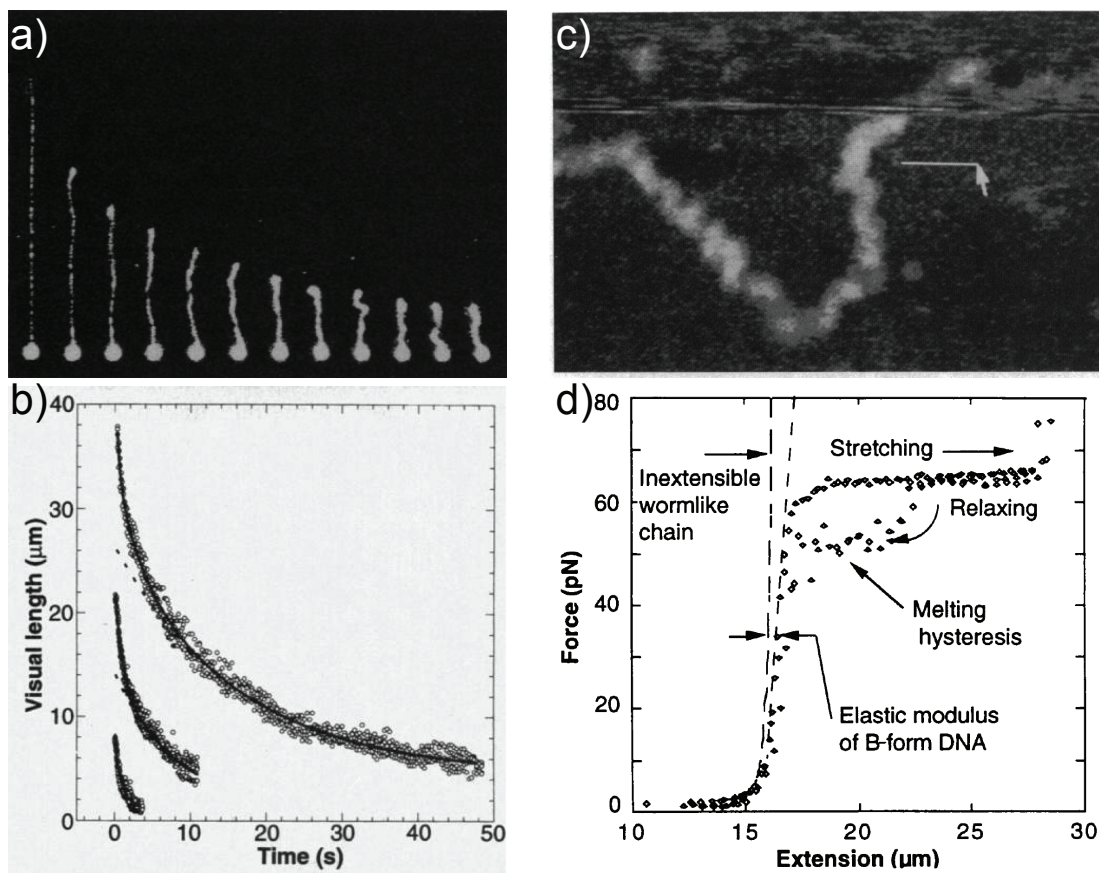 a)
c)
b)
40
30
20
10
0
Visual length (μm)
0
10
20
30
40
50
Time (s)
d)
80
60
40
20
0
Force (pN)
Stretching
Inextensible
wormlike
chain
Relaxing
Melting
hysteresis
Elastic modulus
of B-form DNA
10
15
20
25
30
Extension (μm)